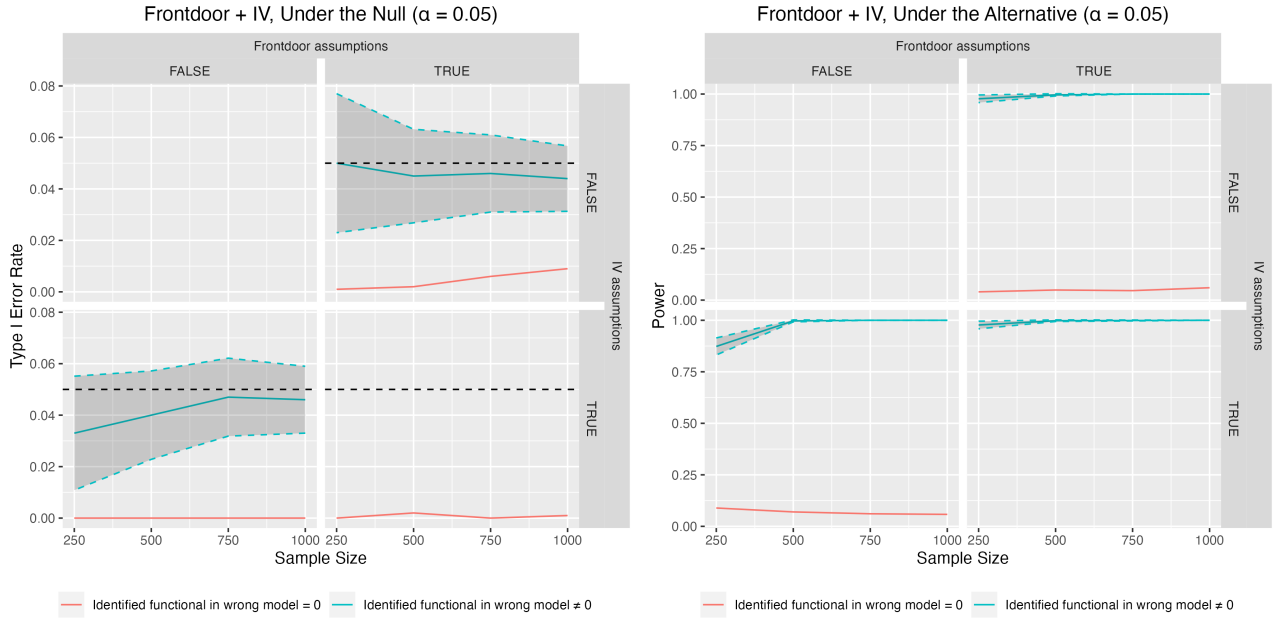 Frontdoor + IV, Under the Null (α = 0.05)
Frontdoor assumptions
FALSE TRUE
0.08
0.06
0.04
0.02
0.00
FALSE
0.08
0.06
0.04
0.02
0.00
TRUE
Type I Error Rate
IV assumptions
250 500 750 1000 250 500 750 1000
Sample Size
Identified functional in wrong model = 0 Identified functional in wrong model ≠ 0
Frontdoor + IV, Under the Alternative (α = 0.05)
Frontdoor assumptions
FALSE TRUE
1.00
0.75
0.50
0.25
0.00
FALSE
1.00
0.75
0.50
0.25
0.00
TRUE
Power
IV assumptions
250 500 750 1000 250 500 750 1000
Sample Size
Identified functional in wrong model = 0 Identified functional in wrong model ≠ 0